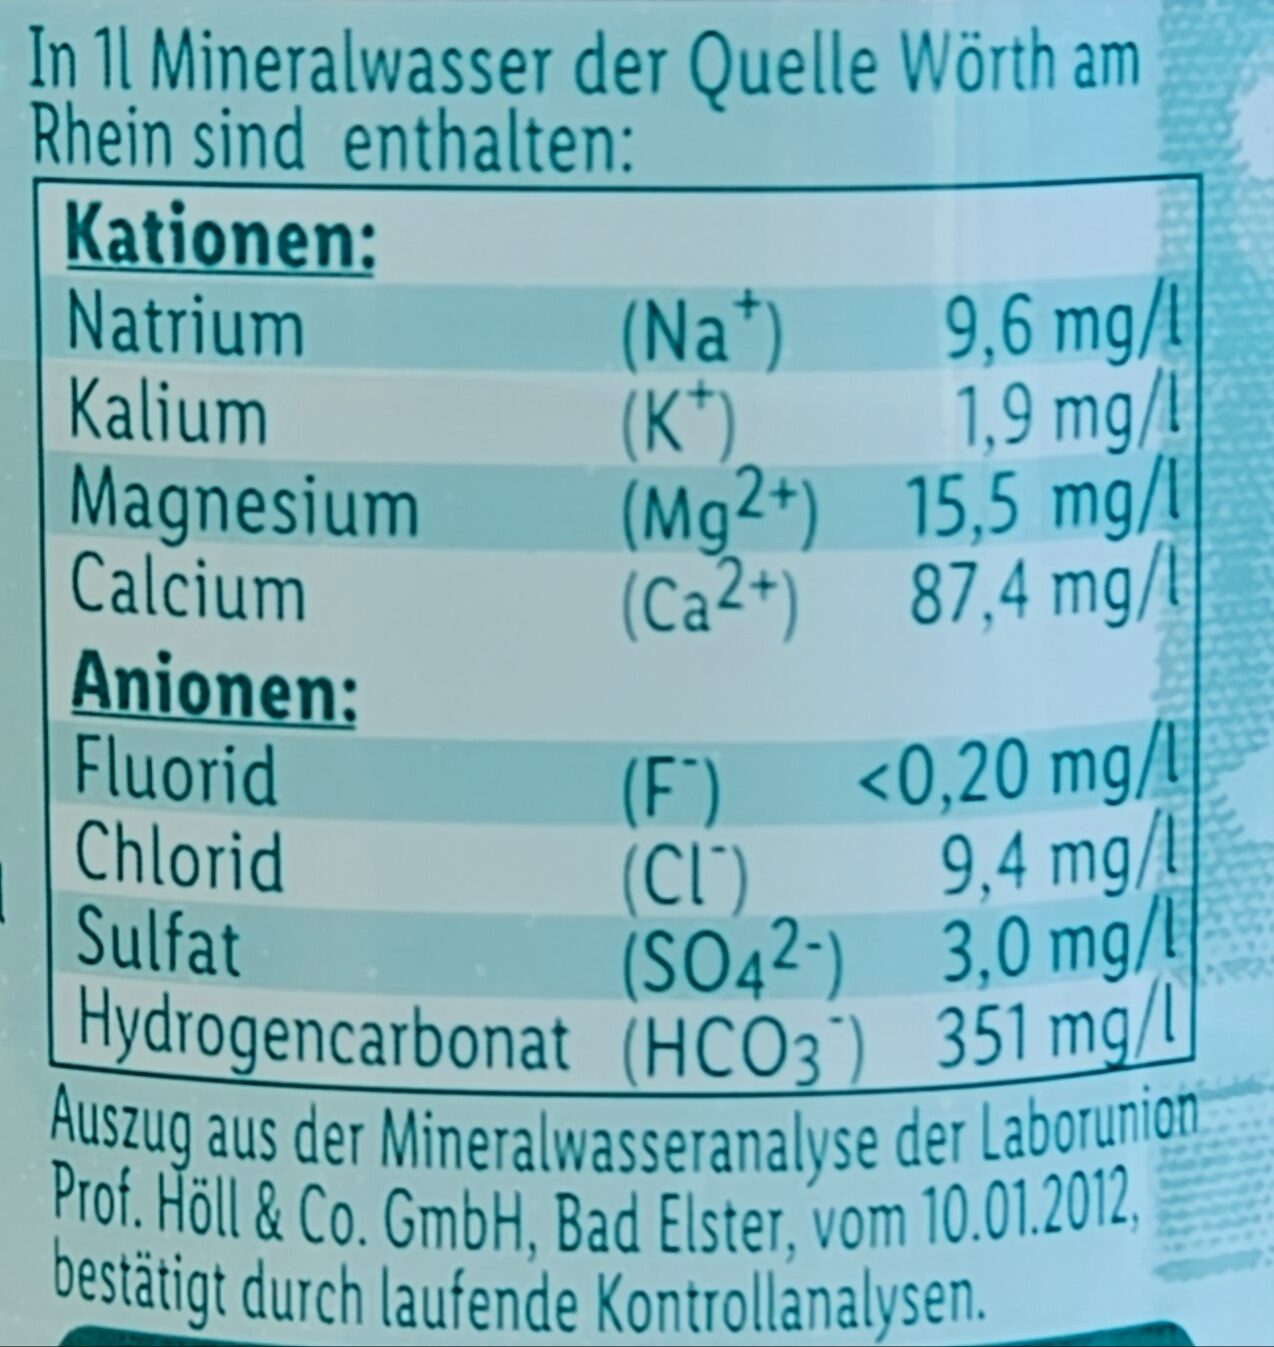 In 1l Mineralwasser der Quelle Wörth am
Rhein sind enthalten:
Kationen:
Natrium (Na⁺) 9,6 mg/l
Kalium (K⁺) 1,9 mg/l
Magnesium (Mg²⁺) 15,5 mg/l
Calcium (Ca²⁺) 87,4 mg/l
Anionen:
Fluorid (F⁻) <0,20 mg/l
Chlorid (Cl⁻) 9,4 mg/l
Sulfat (SO₄²⁻) 3,0 mg/l
Hydrogencarbonat (HCO₃⁻) 351 mg/l
Auszug aus der Mineralwasseranalyse der Laborunion
Prof. Höll & Co. GmbH, Bad Elster, vom 10.01.2012,
bestätigt durch laufende Kontrollanalysen.